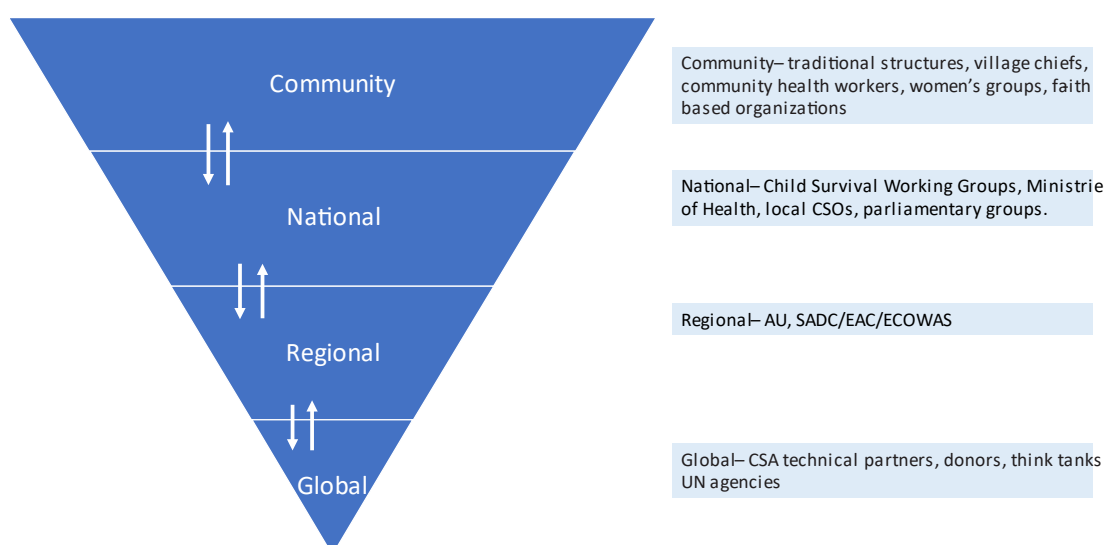 Community
Community– traditional structures, village chiefs,
community health workers, women's groups, faith
based organizations
National
National– Child Survival Working Groups, Ministrie
of Health, local CSOs, parliamentary groups.
Regional
Regional– AU, SADC/EAC/ECOWAS
Global
Global– CSA technical partners, donors, think tanks
UN agencies